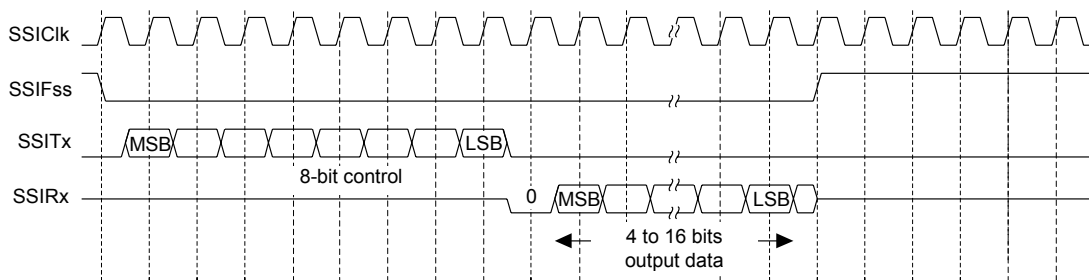 SSIClk
SSIFss
SSITx
MSB
LSB
8-bit control
SSIRx
0
MSB
LSB
4 to 16 bits
output data